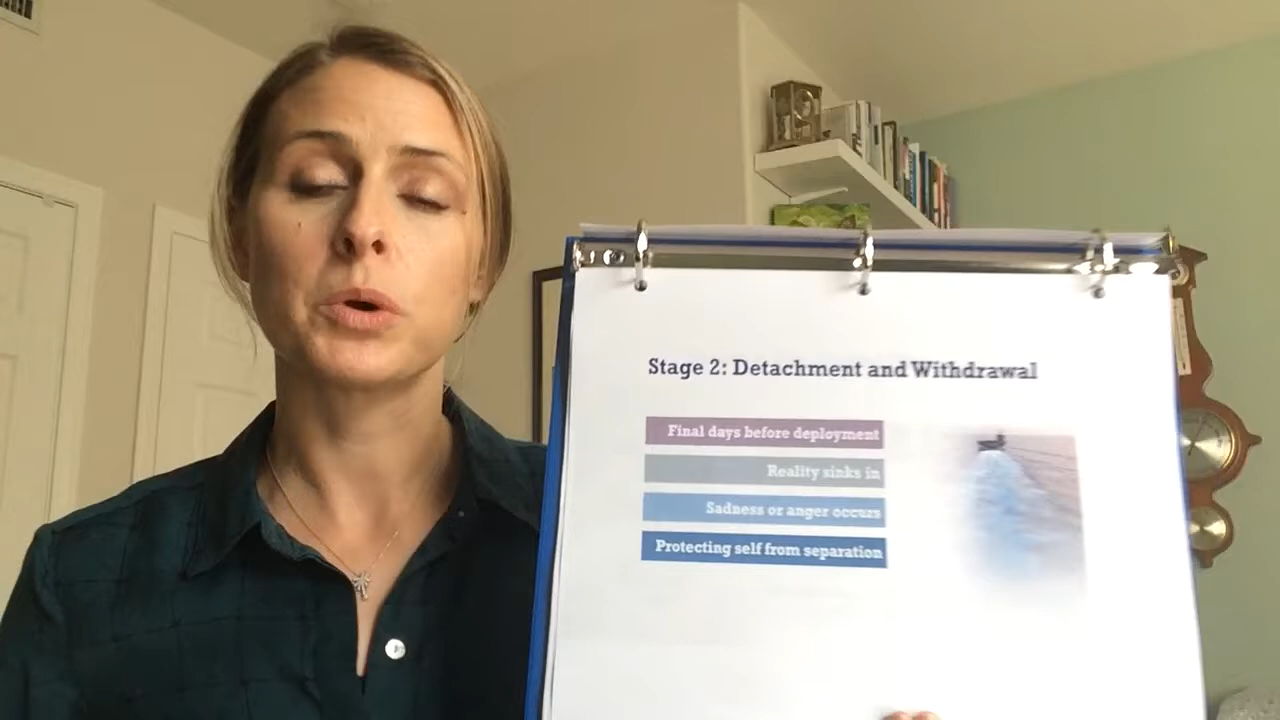 Stage 2: Detachment and Withdrawal
Final days before deployment
Reality sinks in
Sadness or anger occurs
Protecting self from separation